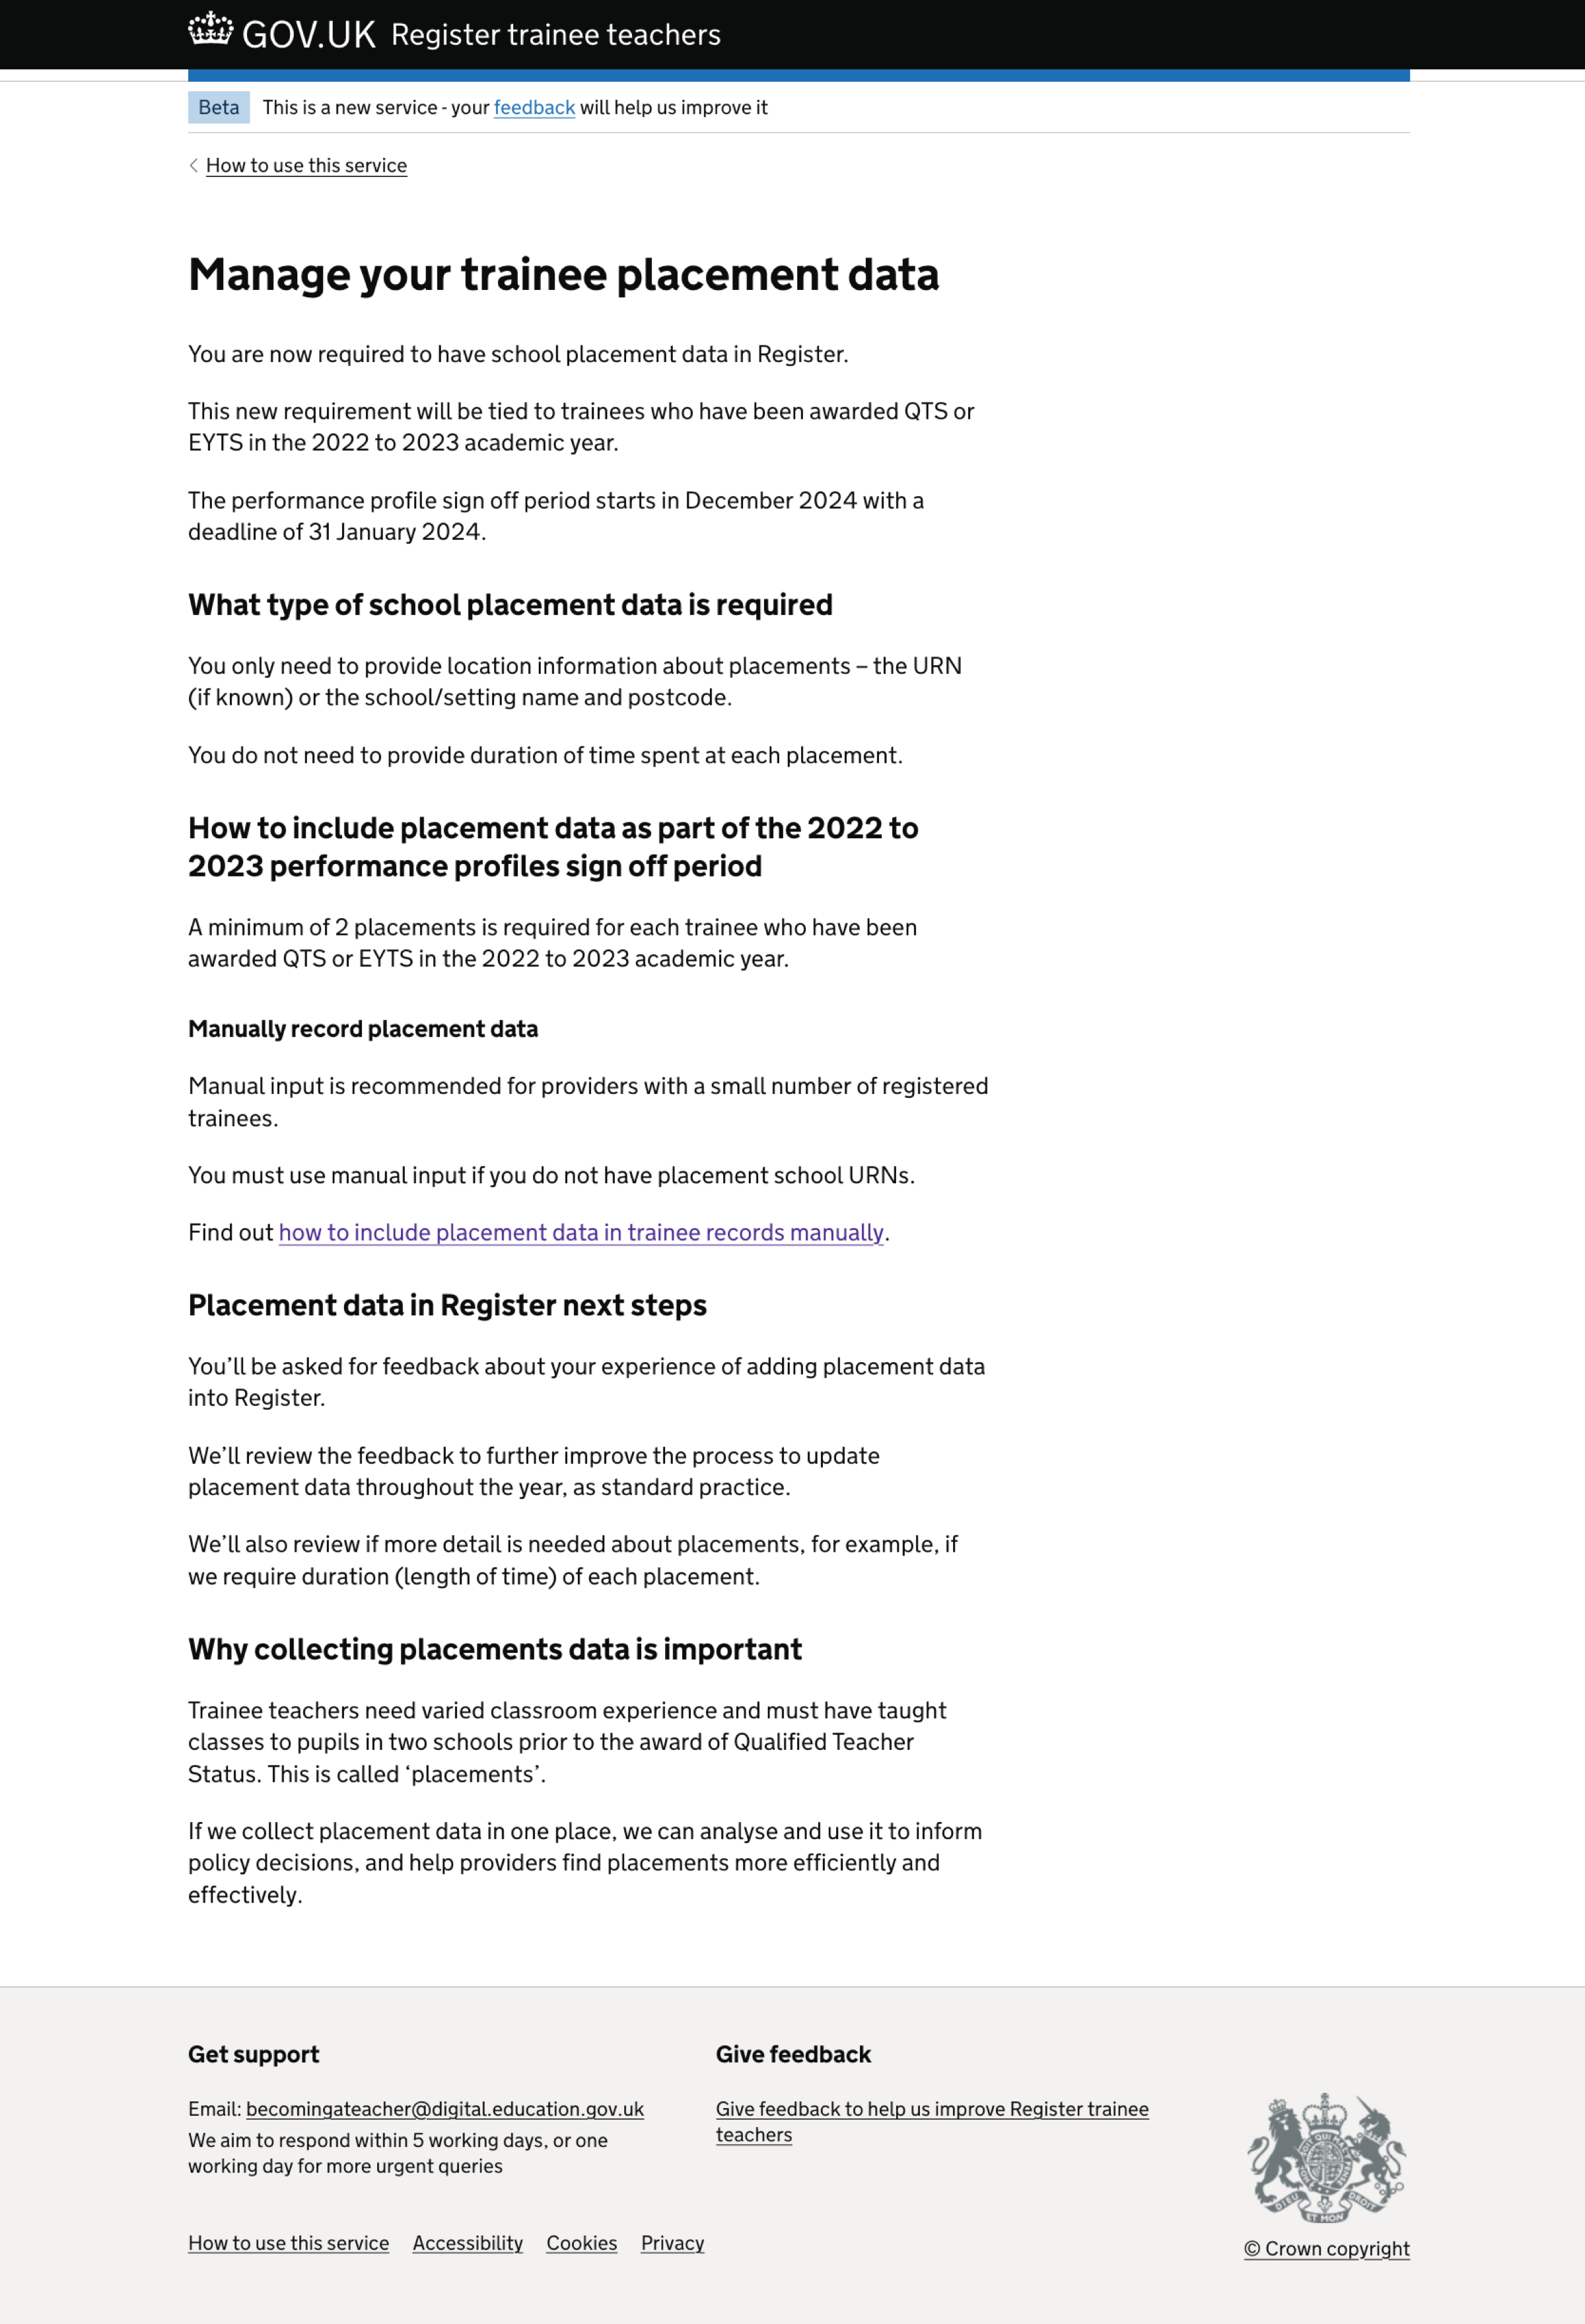 GOV.UK Register trainee teachers
Beta This is a new service - your feedback will help us improve it
How to use this service
Manage your trainee placement data
You are now required to have school placement data in Register.
This new requirement will be tied to trainees who have been awarded QTS or
EYTS in the 2022 to 2023 academic year.
The performance profile sign off period starts in December 2024 with a
deadline of 31 January 2024.
What type of school placement data is required
You only need to provide location information about placements – the URN
(if known) or the school/setting name and postcode.
You do not need to provide duration of time spent at each placement.
How to include placement data as part of the 2022 to
2023 performance profiles sign off period
A minimum of 2 placements is required for each trainee who have been
awarded QTS or EYTS in the 2022 to 2023 academic year.
Manually record placement data
Manual input is recommended for providers with a small number of registered
trainees.
You must use manual input if you do not have placement school URNs.
Find out how to include placement data in trainee records manually.
Placement data in Register next steps
You’ll be asked for feedback about your experience of adding placement data
into Register.
We’ll review the feedback to further improve the process to update
placement data throughout the year, as standard practice.
We’ll also review if more detail is needed about placements, for example, if
we require duration (length of time) of each placement.
Why collecting placements data is important
Trainee teachers need varied classroom experience and must have taught
classes to pupils in two schools prior to the award of Qualified Teacher
Status. This is called ‘placements’.
If we collect placement data in one place, we can analyse and use it to inform
policy decisions, and help providers find placements more efficiently and
effectively.
Get support
Email: becomingateacher@digital.education.gov.uk
We aim to respond within 5 working days, or one
working day for more urgent queries
Give feedback
Give feedback to help us improve Register trainee
teachers
How to use this service Accessibility Cookies Privacy
DIEU ET MON DROIT
© Crown copyright